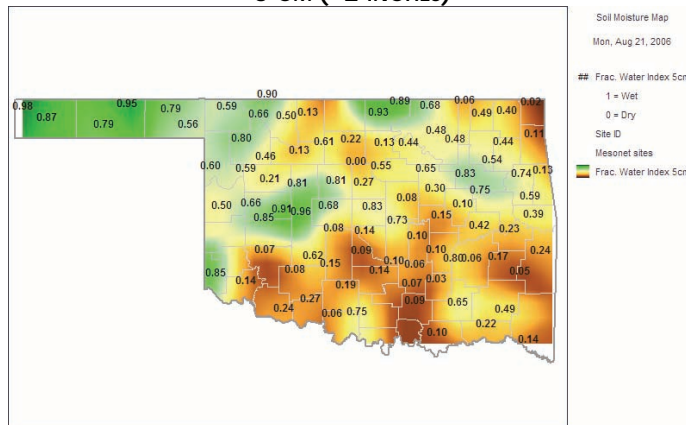 Soil Moisture Map
Mon, Aug 21, 2006
## Frac. Water Index 5cm
1 = Wet
0 = Dry
Site ID
Mesonet sites
Frac. Water Index 5cm
0.90
0.98 0.95 0.79 0.59 0.66 0.50 0.13 0.93 0.89 0.68 0.06 0.49 0.40 0.02
0.87 0.79 0.56 0.80 0.61 0.22 0.13 0.44 0.48 0.48 0.44 0.11
0.60 0.59 0.46 0.13 0.00 0.55 0.65 0.83 0.54 0.74 0.13
0.21 0.81 0.81 0.27 0.30 0.75 0.59
0.50 0.66 0.85 0.91 0.96 0.68 0.83 0.08 0.10 0.39
0.08 0.14 0.73 0.15 0.42 0.23
0.07 0.62 0.09 0.10 0.10 0.24
0.85 0.14 0.08 0.15 0.14 0.10 0.06 0.80 0.06 0.17 0.05
0.27 0.19 0.07 0.03
0.24 0.06 0.75 0.09 0.65 0.49
0.10 0.22 0.14